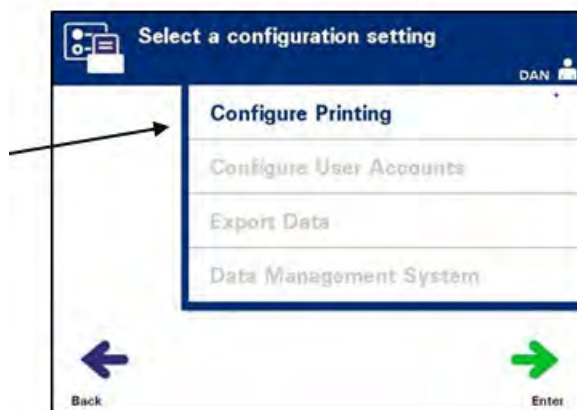 Select a configuration setting
DAN
Configure Printing
Configure User Accounts
Export Data
Data Management System
Back
Enter